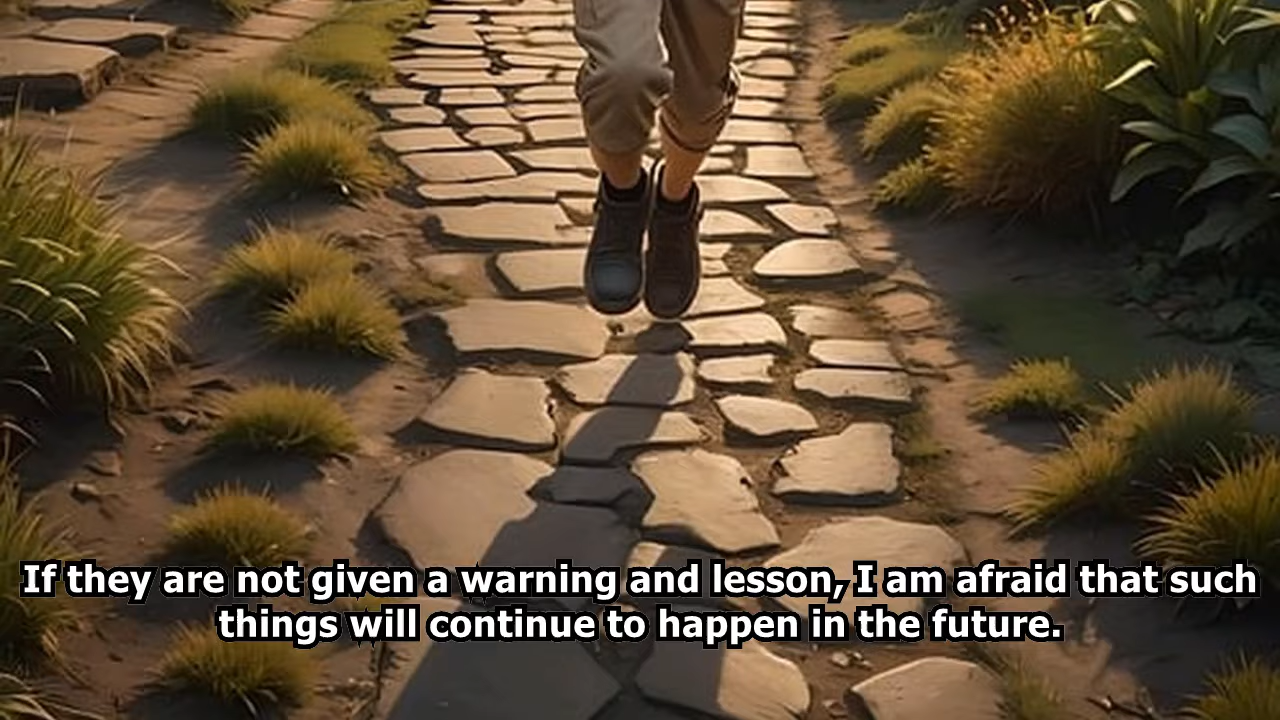 If they are not given a warning and lesson, I am afraid that such
things will continue to happen in the future.